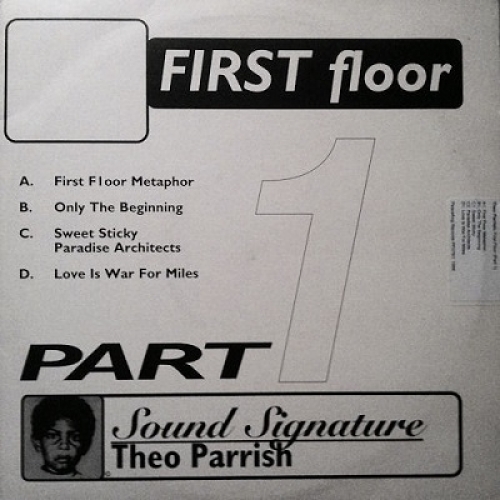 FIRST floor
A. First Floor Metaphor
B. Only The Beginning
C. Sweet Sticky
Paradise Architects
D. Love Is War For Miles
1
PART
Sound Signature
Theo Parrish